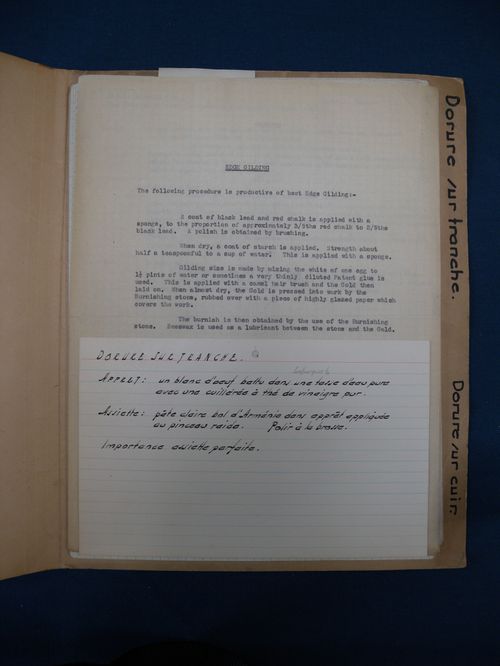 EDGE GILDING
The following procedure is productive of best Edge Gilding:-
A coat of black lead and red chalk is applied with a
sponge, to the proportion of approximately 3/5ths red chalk to 2/5ths
black lead. A polish is obtained by brushing.
When dry, a coat of starch is applied. Strength about
half a teaspoonful to a cup of water. This is applied with a sponge.
Gilding size is made by mixing the white of one egg to
1½ pints of water or sometimes a very thinly diluted Patent glue is
used. This is applied with a camel hair brush and the Gold then
laid on. When almost dry, the Gold is pressed into work by the
Burnishing stone, rubbed over with a piece of highly glazed paper which
covers the work.
The burnish is then obtained by the use of the Burnishing
stone. Beeswax is used as a lubricant between the stone and the Gold.
DORURE SUR TRANCHE.
APPRET: un blanc d'oeuf battu dans une tasse d'eau pure
avec une cuillérée à thé de vinaigre pur.
Assiette: pâte claire bol d'Arménie dans apprêt appliquée
au pinceau raide. Polir à la brosse.
Importance assiette parfaite.
Dorure sur tranche.
Dorure sur cuir.